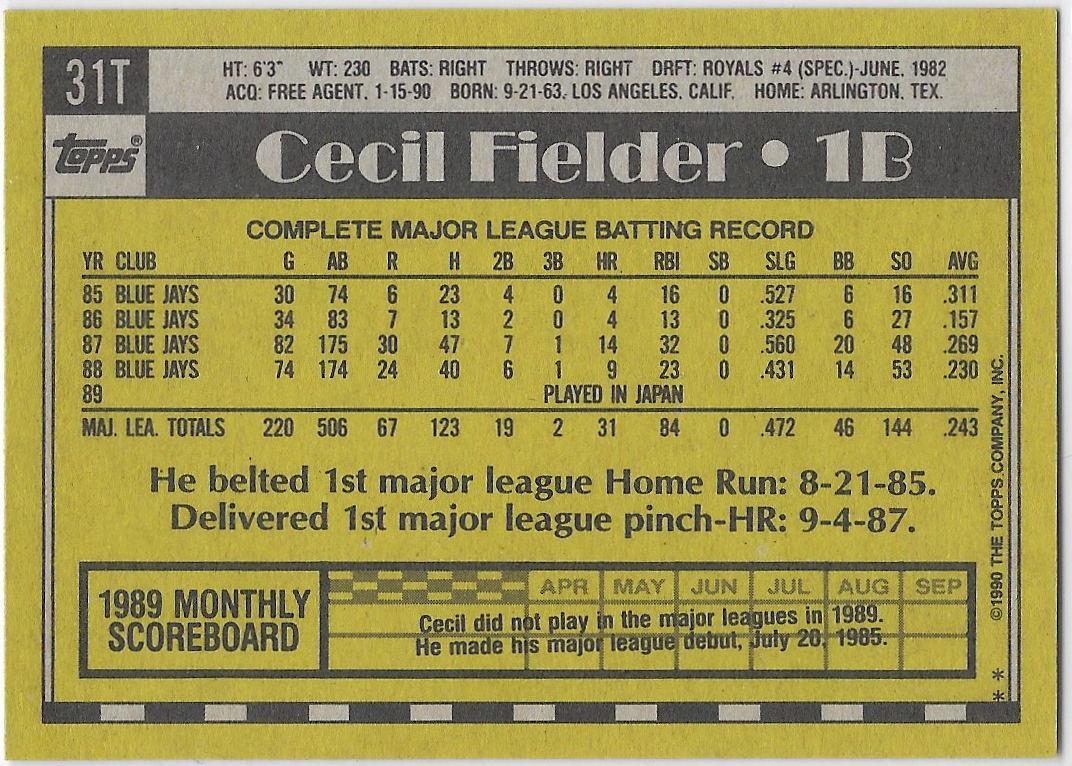 31T
HT: 6'3" WT: 230 BATS: RIGHT THROWS: RIGHT DRFT: ROYALS #4 (SPEC.)-JUNE, 1982
ACQ: FREE AGENT, 1-15-90 BORN: 9-21-63, LOS ANGELES, CALIF. HOME: ARLINGTON, TEX.
topps®
Cecil Fielder • 1B
COMPLETE MAJOR LEAGUE BATTING RECORD
YR CLUB G AB R H 2B 3B HR RBI SB SLG BB SO AVG
85 BLUE JAYS 30 74 6 23 4 0 4 16 0 .527 6 16 .311
86 BLUE JAYS 34 83 7 13 2 0 4 13 0 .325 6 27 .157
87 BLUE JAYS 82 175 30 47 7 1 14 32 0 .560 20 48 .269
88 BLUE JAYS 74 174 24 40 6 1 9 23 0 .431 14 53 .230
89 PLAYED IN JAPAN
MAJ. LEA. TOTALS 220 506 67 123 19 2 31 84 0 .472 46 144 .243
He belted 1st major league Home Run: 8-21-85.
Delivered 1st major league pinch-HR: 9-4-87.
1989 MONTHLY
SCOREBOARD
APR MAY JUN JUL AUG SEP
Cecil did not play in the major leagues in 1989.
He made his major league debut, July 20, 1985.
©1990 THE TOPPS COMPANY, INC.
* *